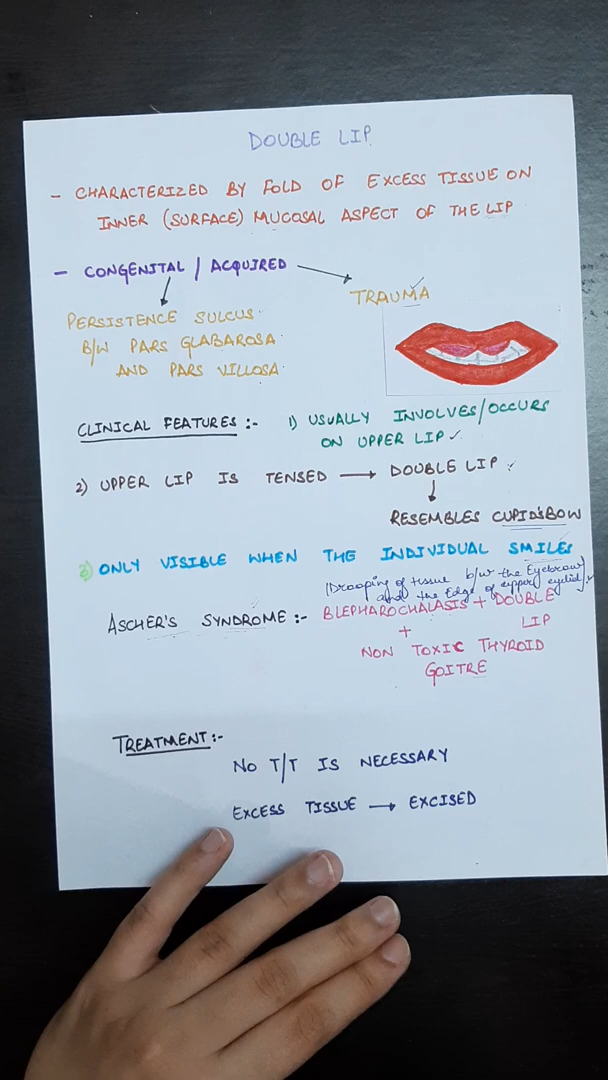 DOUBLE LIP
- CHARACTERIZED BY FOLD OF EXCESS TISSUE ON
INNER (SURFACE) MUCOSAL ASPECT OF THE LIP
- CONGENITAL / ACQUIRED
TRAUMA
PERSISTENCE SULCUS
B/W PARS GLABAROSA
AND PARS VILLOSA
CLINICAL FEATURES :- 1) USUALLY INVOLVES/OCCURS
ON UPPER LIP
2) UPPER LIP IS TENSED → DOUBLE LIP
RESEMBLES CUPID'S BOW
3) ONLY VISIBLE WHEN THE INDIVIDUAL SMILES
(Drooping of tissue b/w the Eyebrow
and the Edge of upper eyelid)
ASCHER'S SYNDROME :- BLEPHAROCHALASIS + DOUBLE
LIP
+
NON TOXIC THYROID
GOITRE
TREATMENT :-
NO T/T IS NECESSARY
EXCESS TISSUE → EXCISED